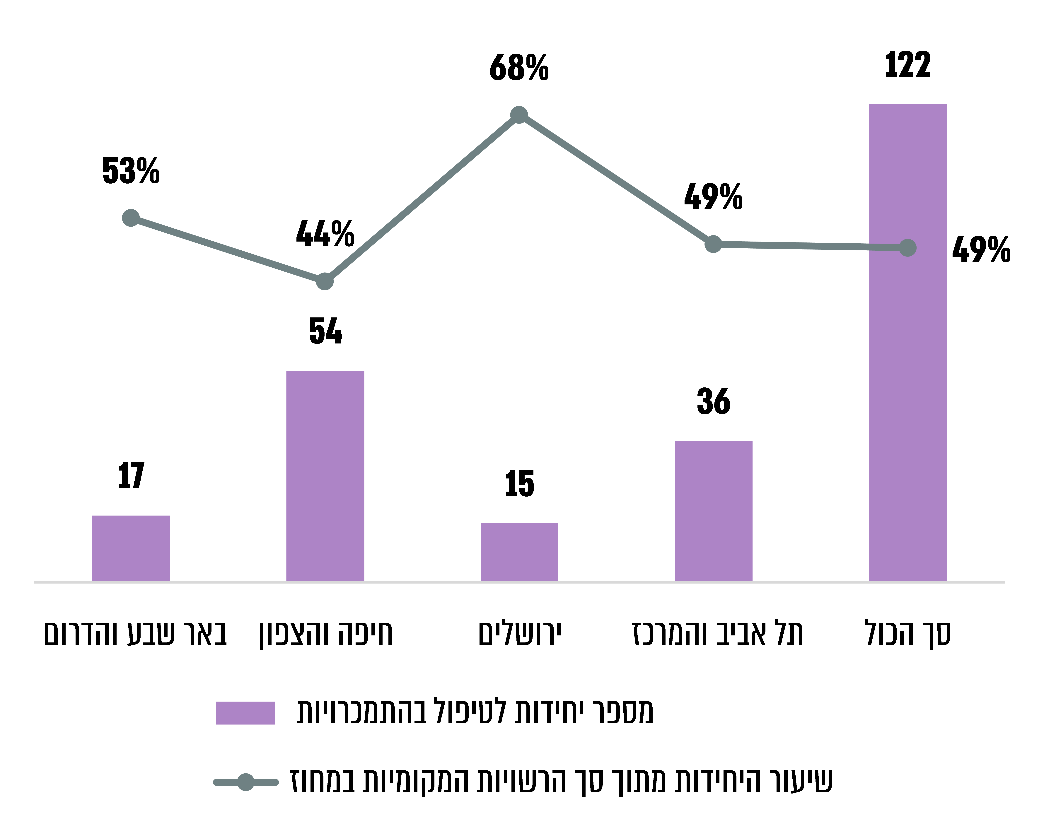 122
68%
53%
49%
44%
49%
54
36
17
15
באר שבע והדרום
חיפה והצפון
ירושלים
תל אביב והמרכז
סך הכול
מספר יחידות לטיפול בהתמכרויות
שיעור היחידות מתוך סך הרשויות המקומיות במחוז